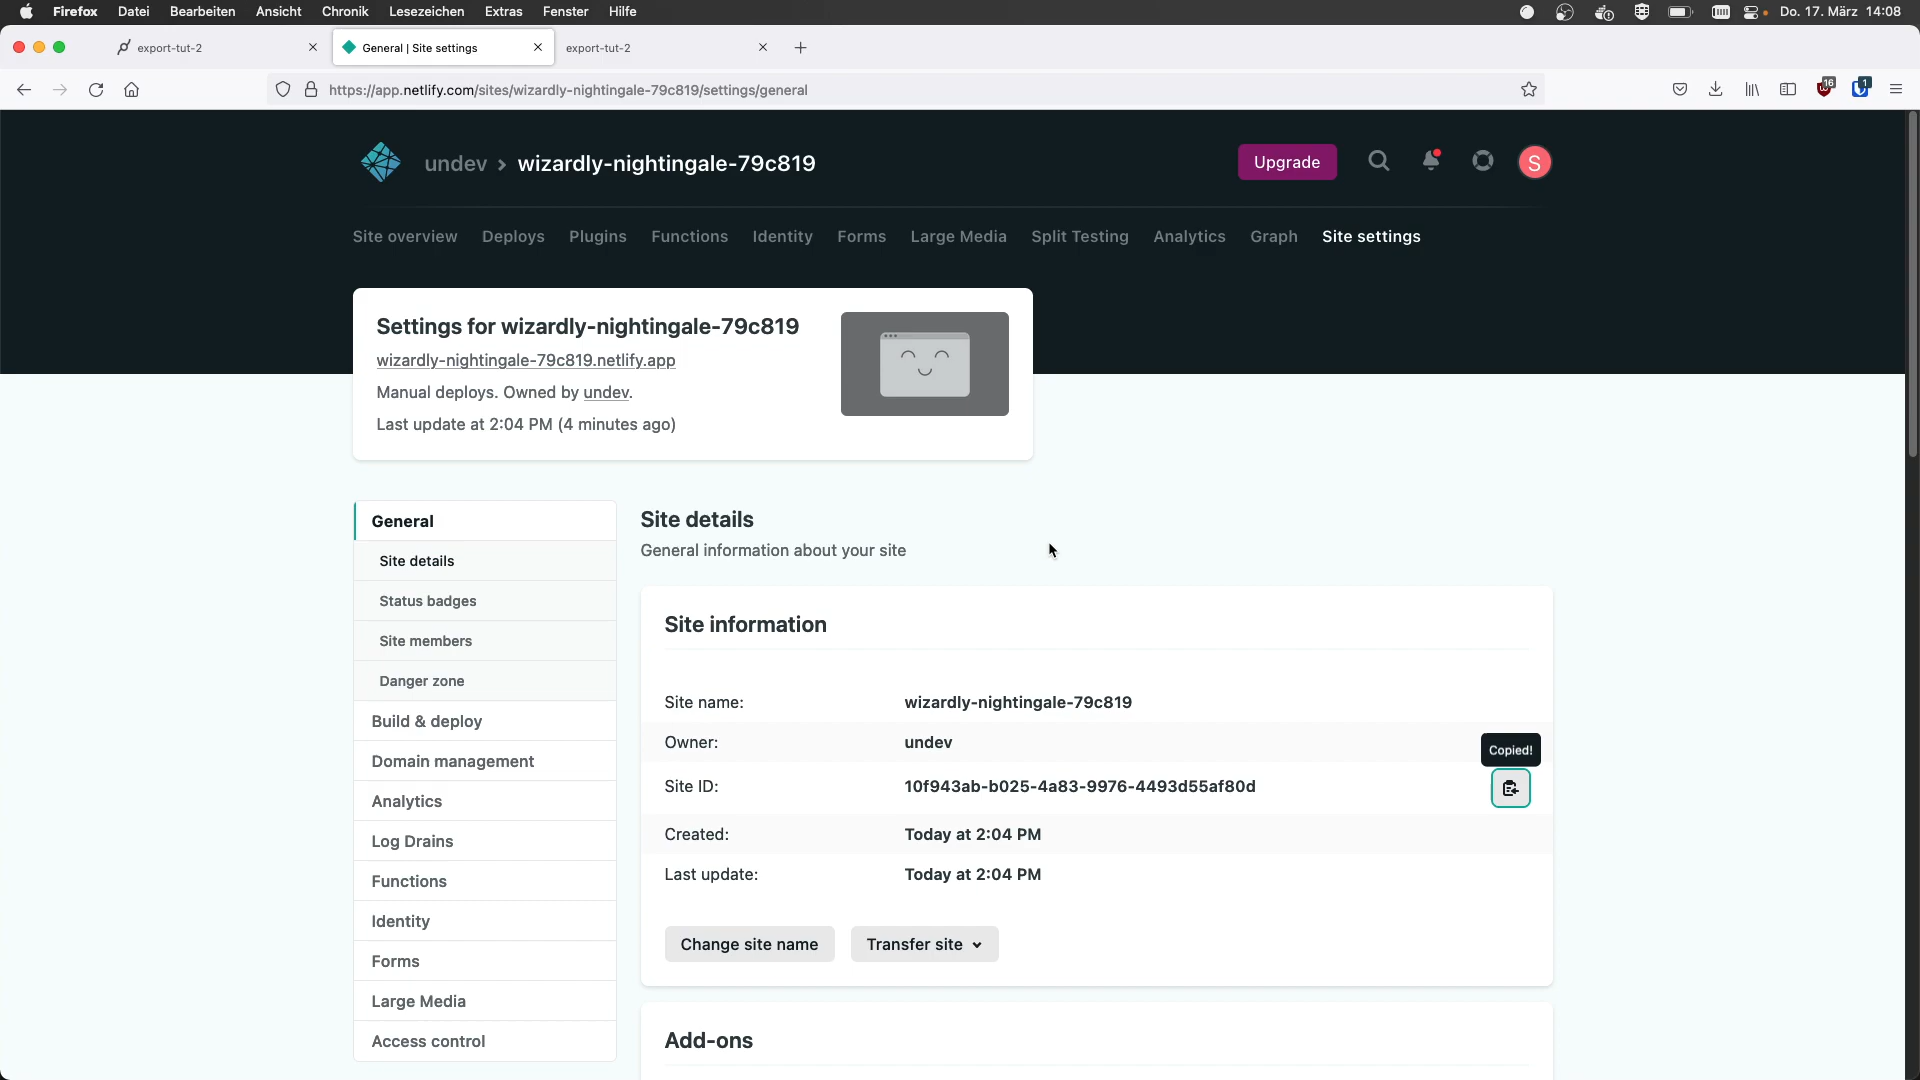 Firefox Datei Bearbeiten Ansicht Chronik Lesezeichen Extras Fenster Hilfe Do. 17. März 14:08
export-tut-2
General | Site settings
export-tut-2
https://app.netlify.com/sites/wizardly-nightingale-79c819/settings/general
16
1
undev > wizardly-nightingale-79c819
Upgrade
S
Site overview Deploys Plugins Functions Identity Forms Large Media Split Testing Analytics Graph Site settings
Settings for wizardly-nightingale-79c819
wizardly-nightingale-79c819.netlify.app
Manual deploys. Owned by undev.
Last update at 2:04 PM (4 minutes ago)
General
Site details
Status badges
Site members
Danger zone
Build & deploy
Domain management
Analytics
Log Drains
Functions
Identity
Forms
Large Media
Access control
Site details
General information about your site
Site information
Site name: wizardly-nightingale-79c819
Owner: undev
Copied!
Site ID: 10f943ab-b025-4a83-9976-4493d55af80d
Created: Today at 2:04 PM
Last update: Today at 2:04 PM
Change site name
Transfer site
Add-ons